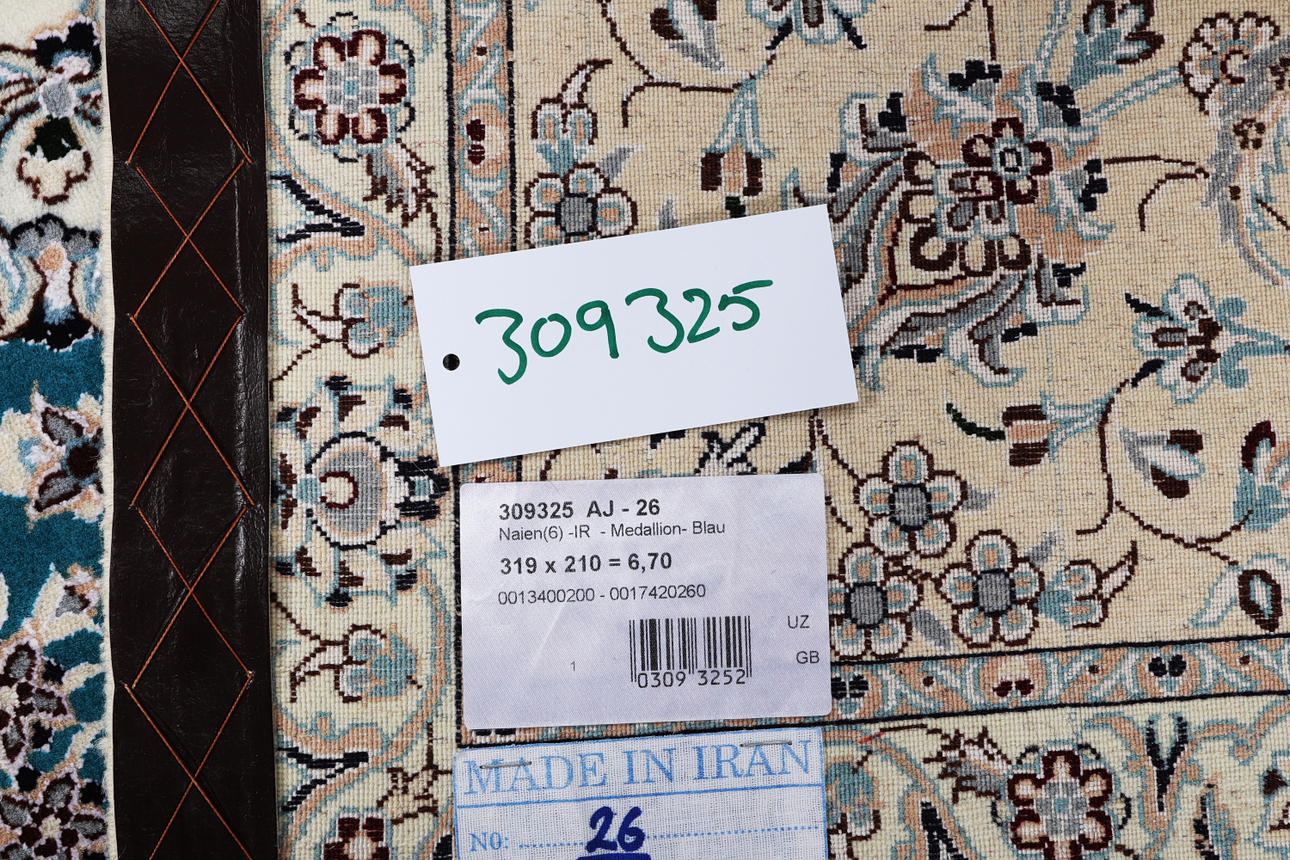 309325
309325 AJ - 26
Naien(6) -IR - Medallion- Blau
319 x 210 = 6,70
0013400200 - 0017420260
UZ
GB
1
0309 3252
MADE IN IRAN
N0: 26